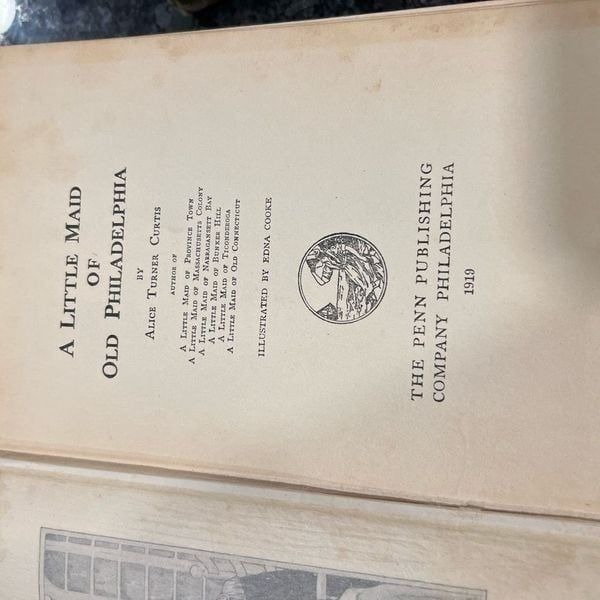 A LITTLE MAID
OF
OLD PHILADELPHIA
BY
ALICE TURNER CURTIS
AUTHOR OF
A LITTLE MAID OF PROVINCE TOWN
A LITTLE MAID OF MASSACHUSETTS COLONY
A LITTLE MAID OF NARRAGANSETT BAY
A LITTLE MAID OF BUNKER HILL
A LITTLE MAID OF TICONDEROGA
A LITTLE MAID OF OLD CONNECTICUT
ILLUSTRATED BY EDNA COOKE
THE PENN PUBLISHING
COMPANY PHILADELPHIA
1919